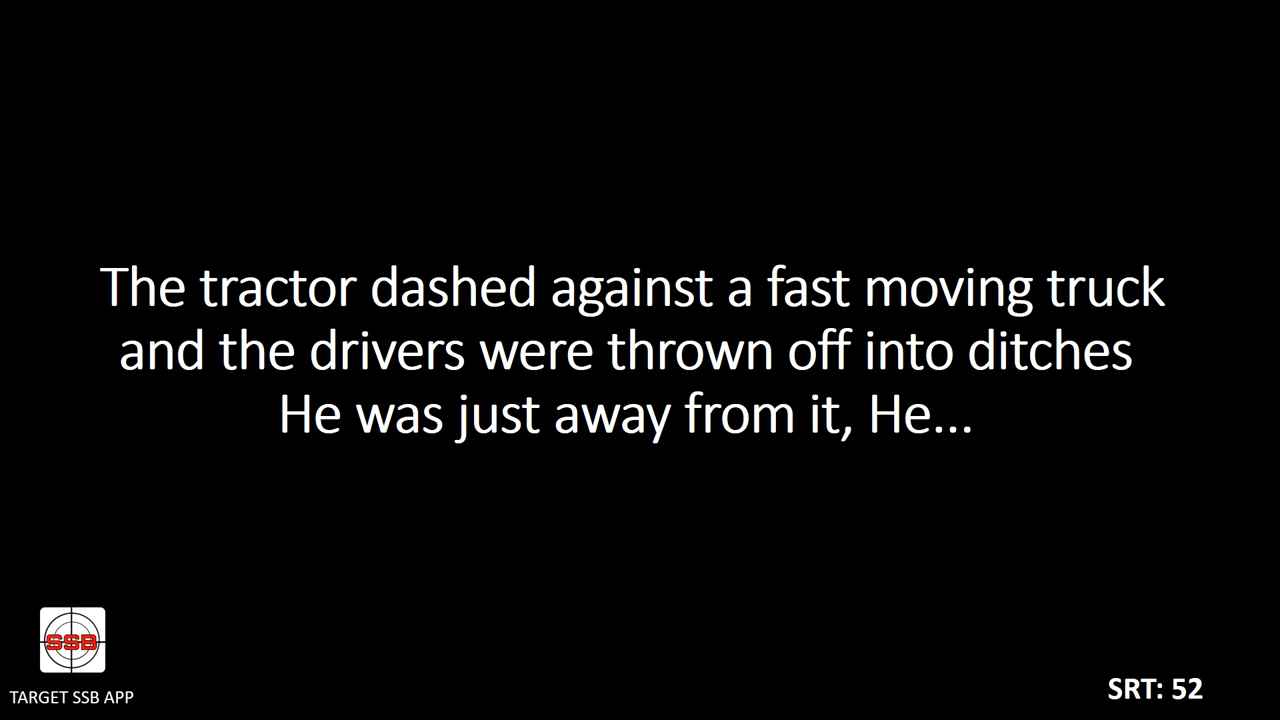 The tractor dashed against a fast moving truck
and the drivers were thrown off into ditches
He was just away from it, He...
SSB
TARGET SSB APP
SRT: 52